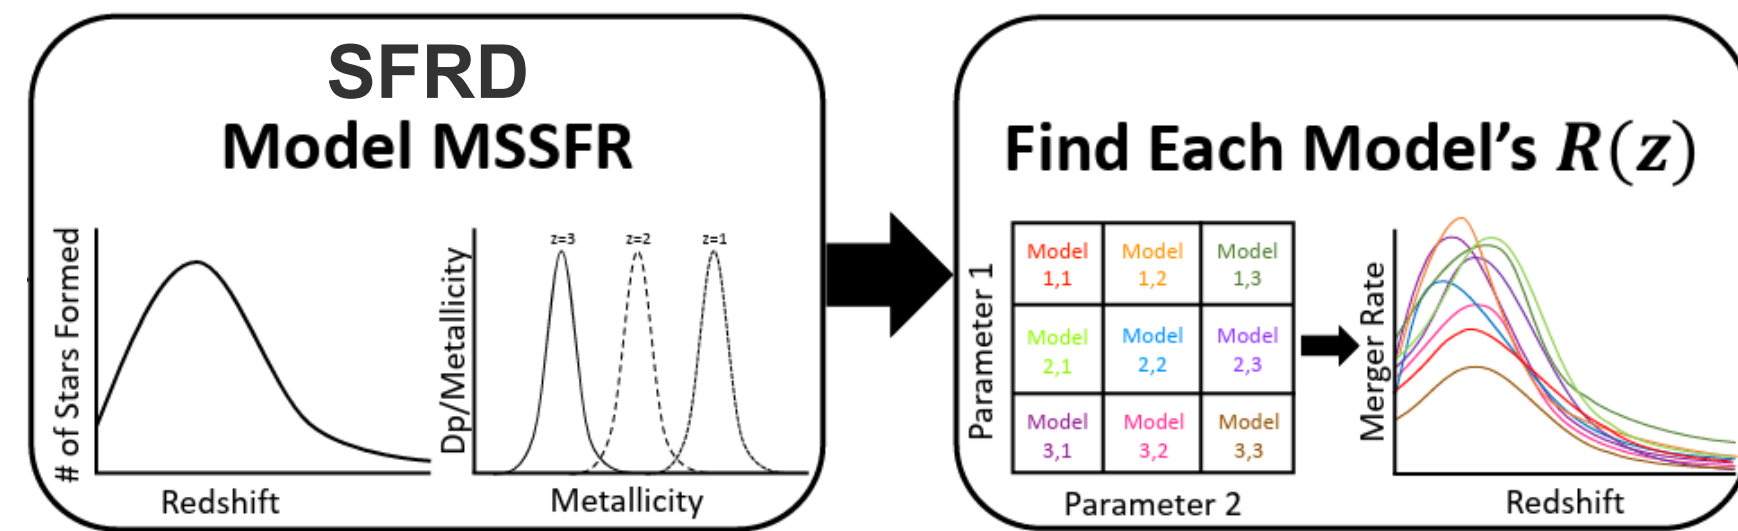 SFRD
Model MSSFR
# of Stars Formed
Redshift
Dp/Metallicity
z=3
z=2
z=1
Metallicity
Find Each Model’s R(z)
Parameter 1
Model
1,1
Model
1,2
Model
1,3
Model
2,1
Model
2,2
Model
2,3
Model
3,1
Model
3,2
Model
3,3
Parameter 2
Merger Rate
Redshift